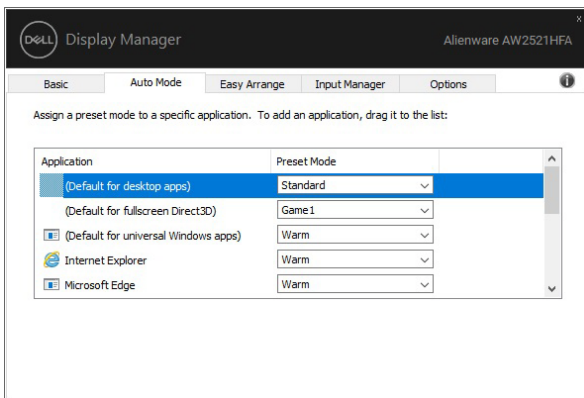 DELL Display Manager Alienware AW2521HFA x
Basic Auto Mode Easy Arrange Input Manager Options i
Assign a preset mode to a specific application. To add an application, drag it to the list:
Application Preset Mode
(Default for desktop apps) Standard
(Default for fullscreen Direct3D) Game1
(Default for universal Windows apps) Warm
Internet Explorer Warm
Microsoft Edge Warm